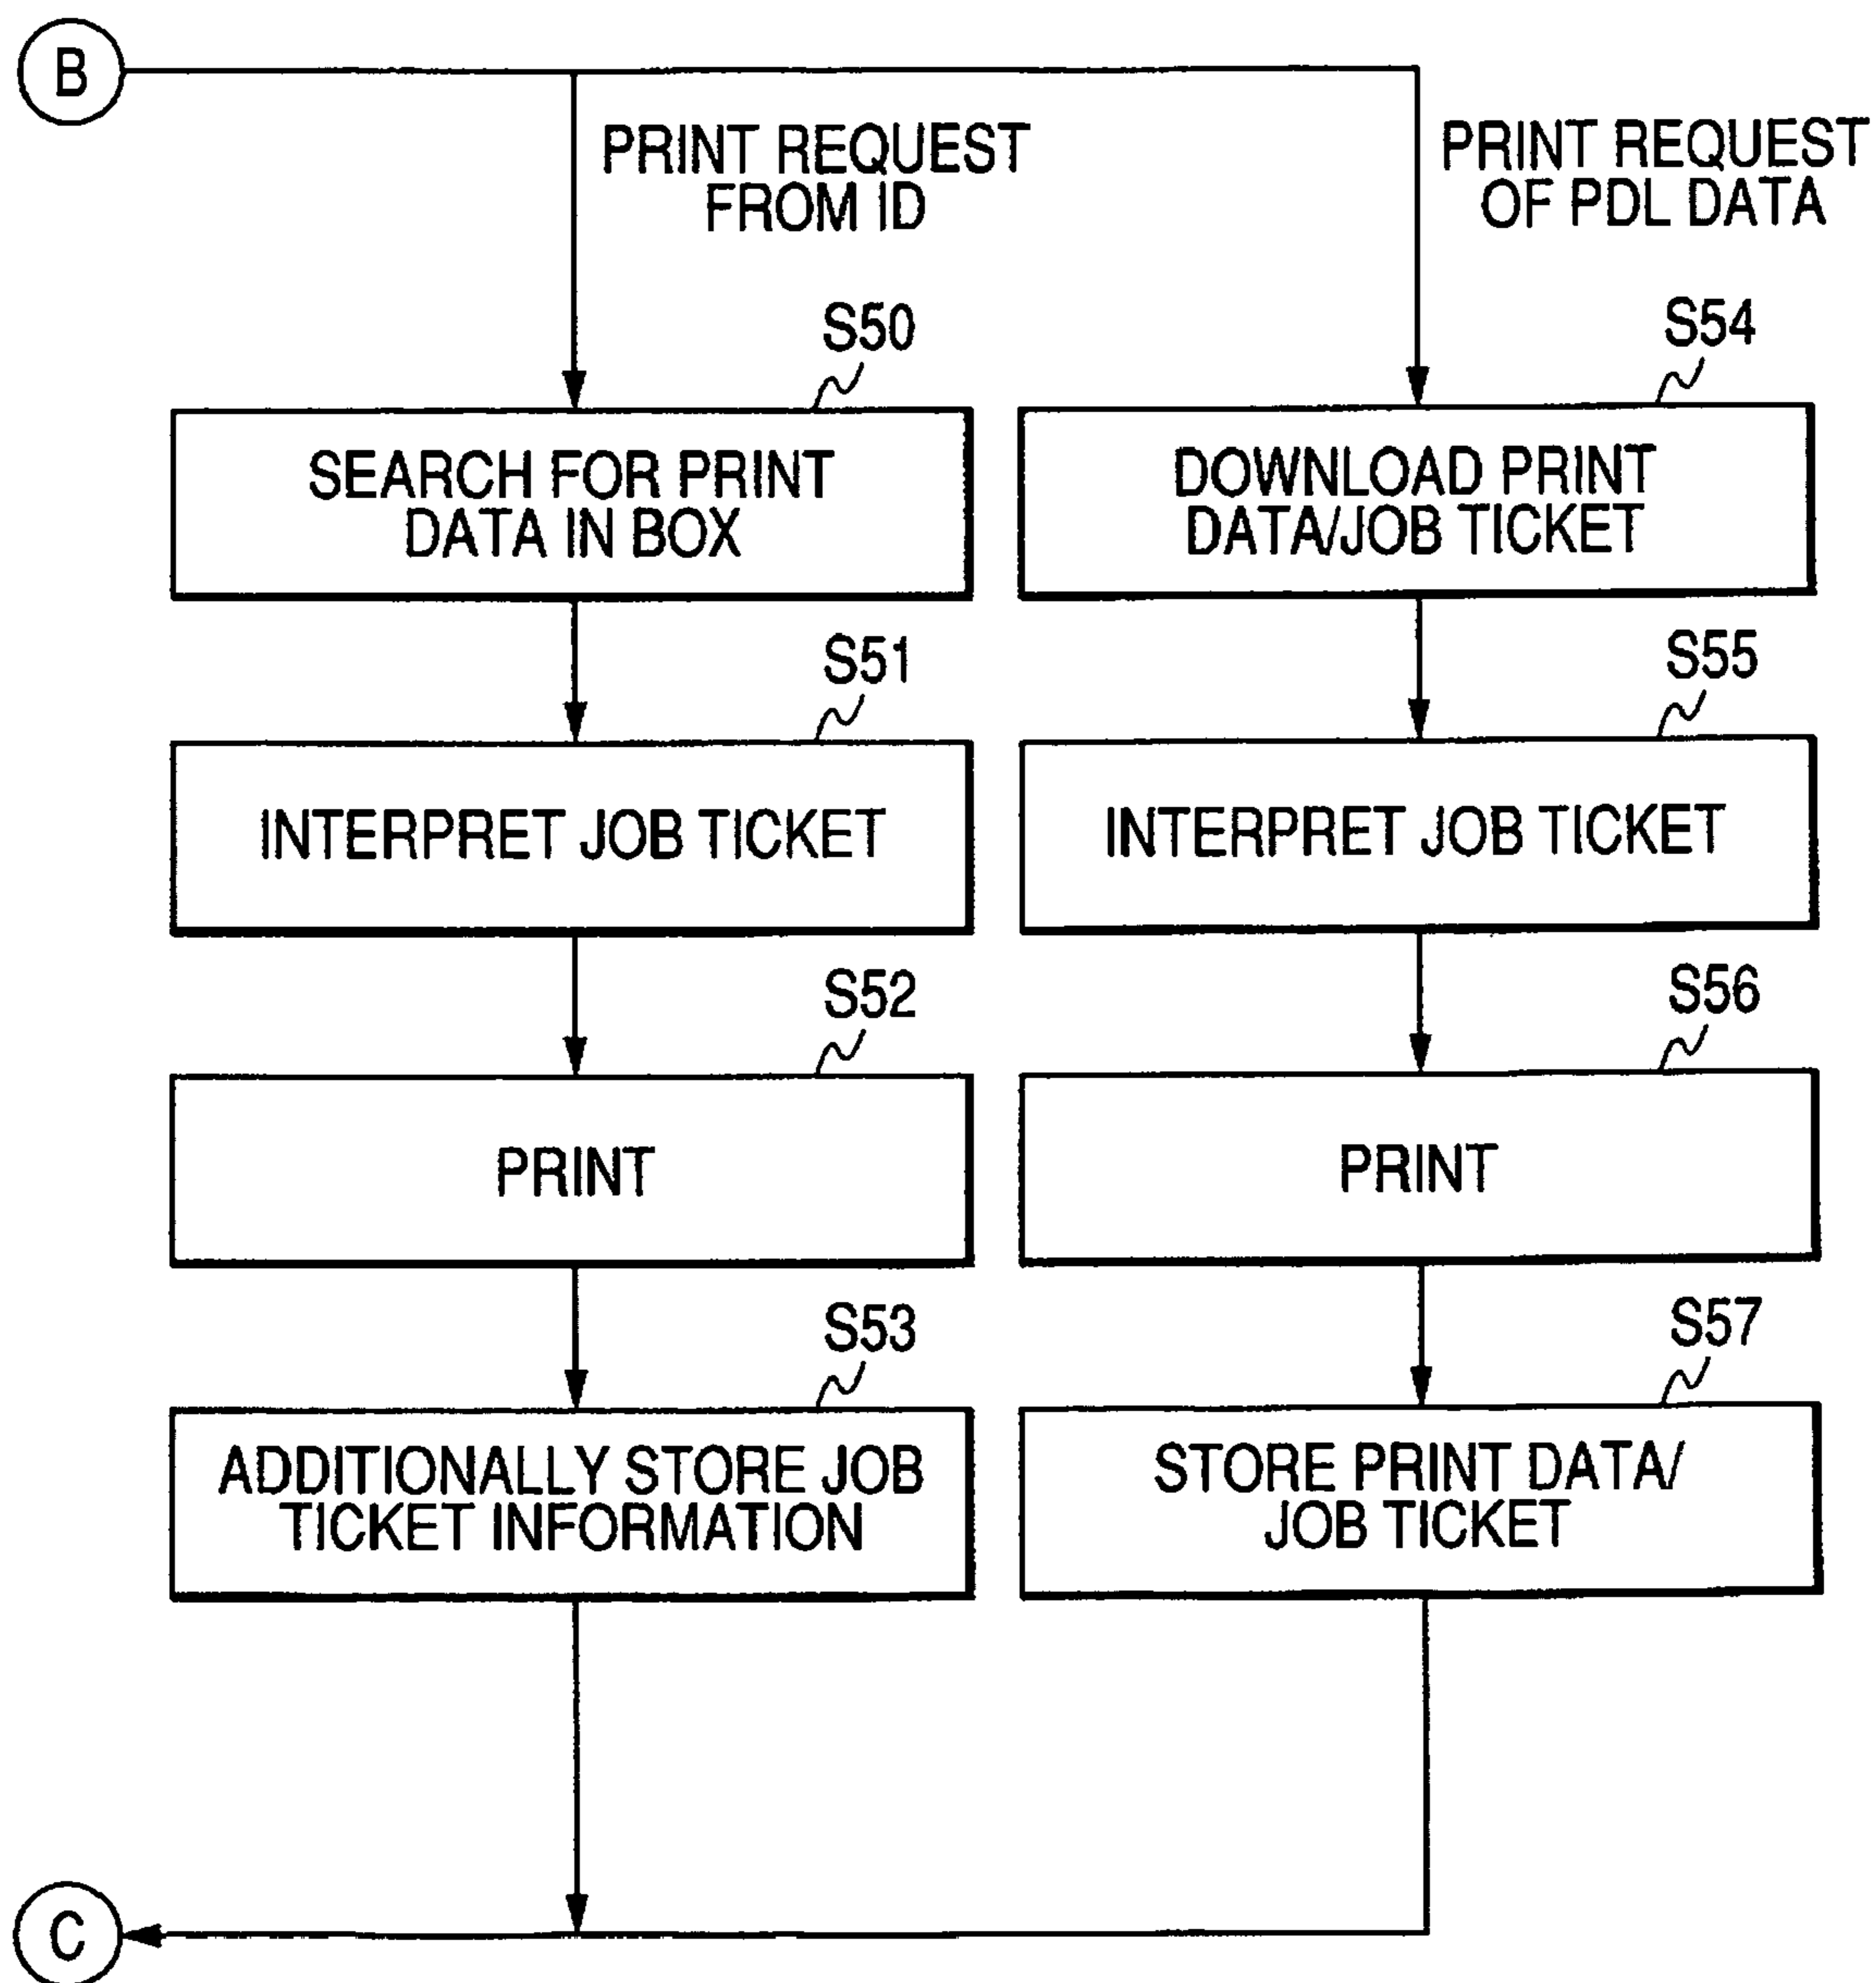 B
PRINT REQUEST
FROM ID
PRINT REQUEST
OF PDL DATA
S50
SEARCH FOR PRINT
DATA IN BOX
S54
DOWNLOAD PRINT
DATA/JOB TICKET
S51
INTERPRET JOB TICKET
S55
INTERPRET JOB TICKET
S52
PRINT
S56
PRINT
S53
ADDITIONALLY STORE JOB
TICKET INFORMATION
S57
STORE PRINT DATA/
JOB TICKET
C